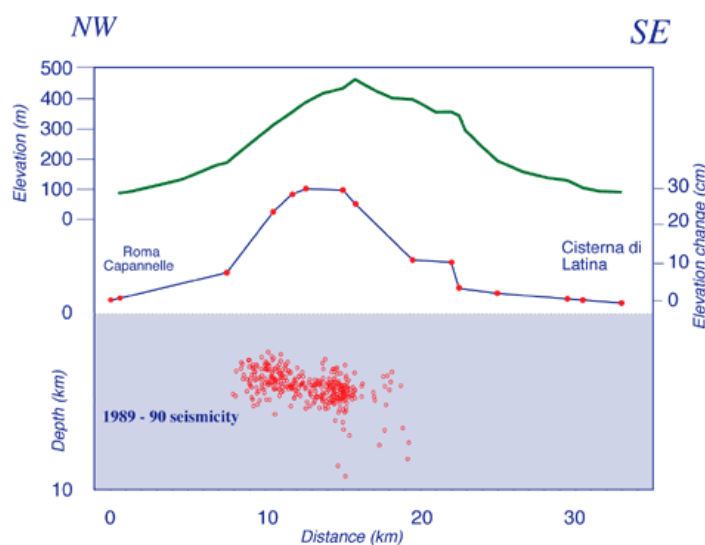 NW
SE
Elevation (m)
500
400
300
200
100
0
Elevation change (cm)
30
20
10
0
Roma
Capannelle
Cisterna di
Latina
0
Depth (km)
1989 - 90 seismicity
10
0
10
20
30
Distance (km)